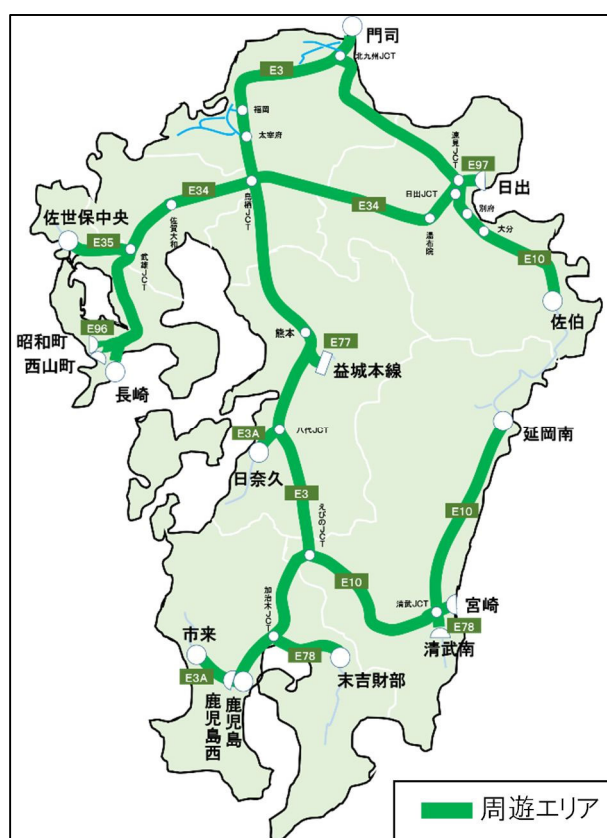 門司
北九州JCT
E3
福岡
太宰府
速見JCT
E97
日出
鳥栖JCT
E34
佐賀大和
E34
日出JCT
別府
湯布院
大分
佐世保中央
E35
武雄JCT
E10
佐伯
昭和町
E96
西山町
長崎
熊本
E77
益城本線
延岡南
E3A
八代JCT
日奈久
E3
E10
えびのJCT
E10
加治木JCT
清武JCT
宮崎
E78
清武南
市来
E78
末吉財部
E3A
鹿児島西
鹿児島
周遊エリア